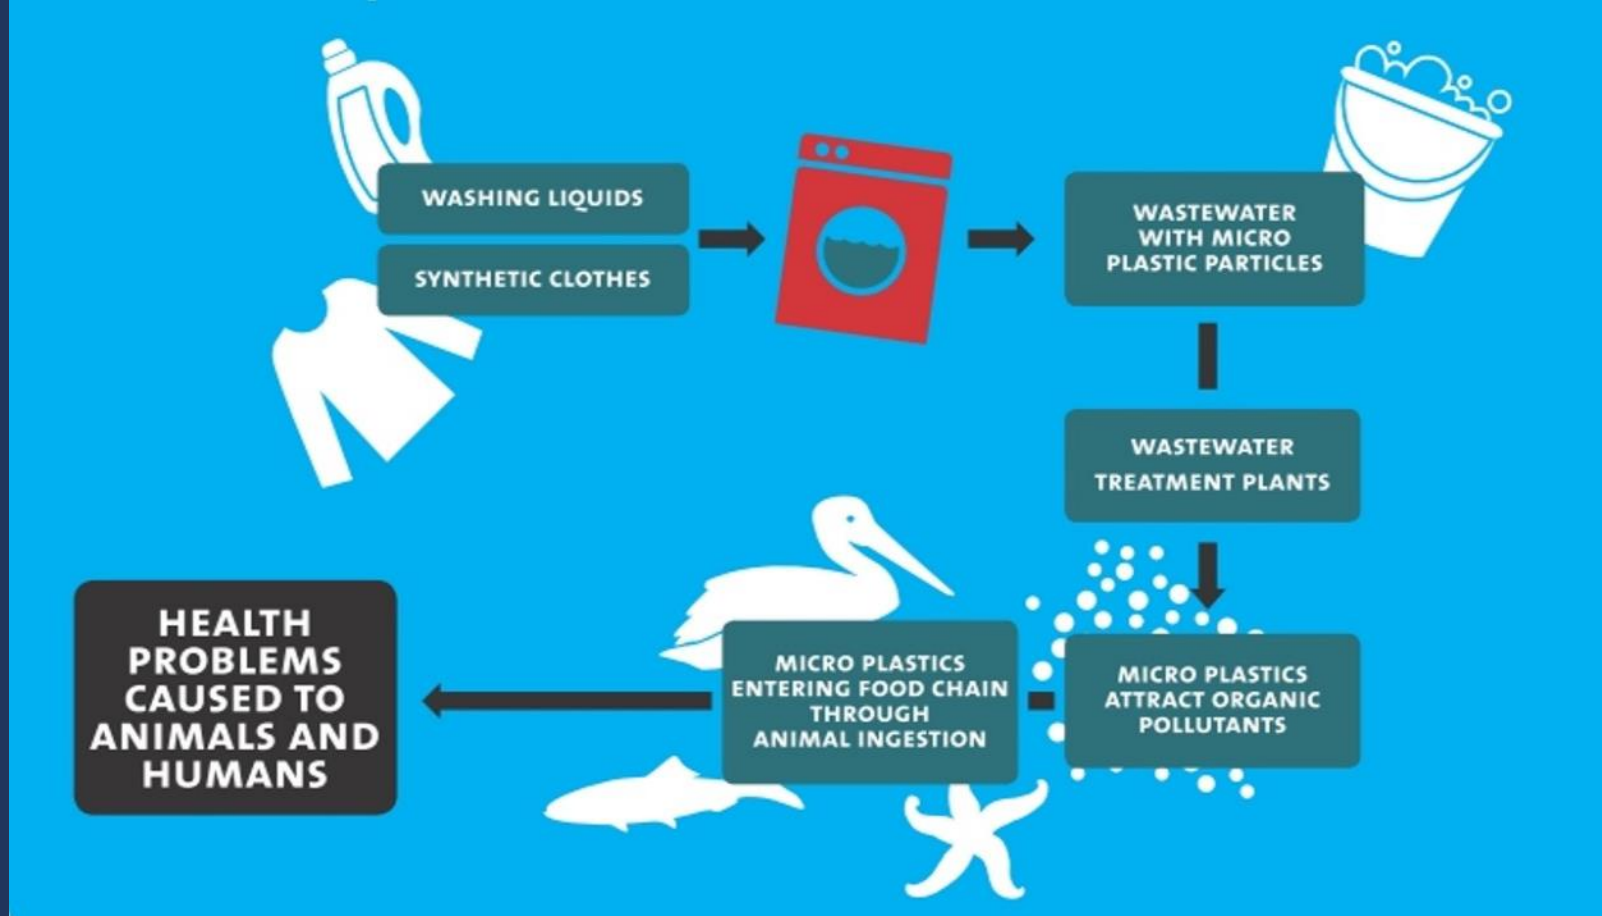 WASHING LIQUIDS
SYNTHETIC CLOTHES
WASTEWATER
WITH MICRO
PLASTIC PARTICLES
WASTEWATER
TREATMENT PLANTS
MICRO PLASTICS
ATTRACT ORGANIC
POLLUTANTS
MICRO PLASTICS
ENTERING FOOD CHAIN
THROUGH
ANIMAL INGESTION
HEALTH
PROBLEMS
CAUSED TO
ANIMALS AND
HUMANS